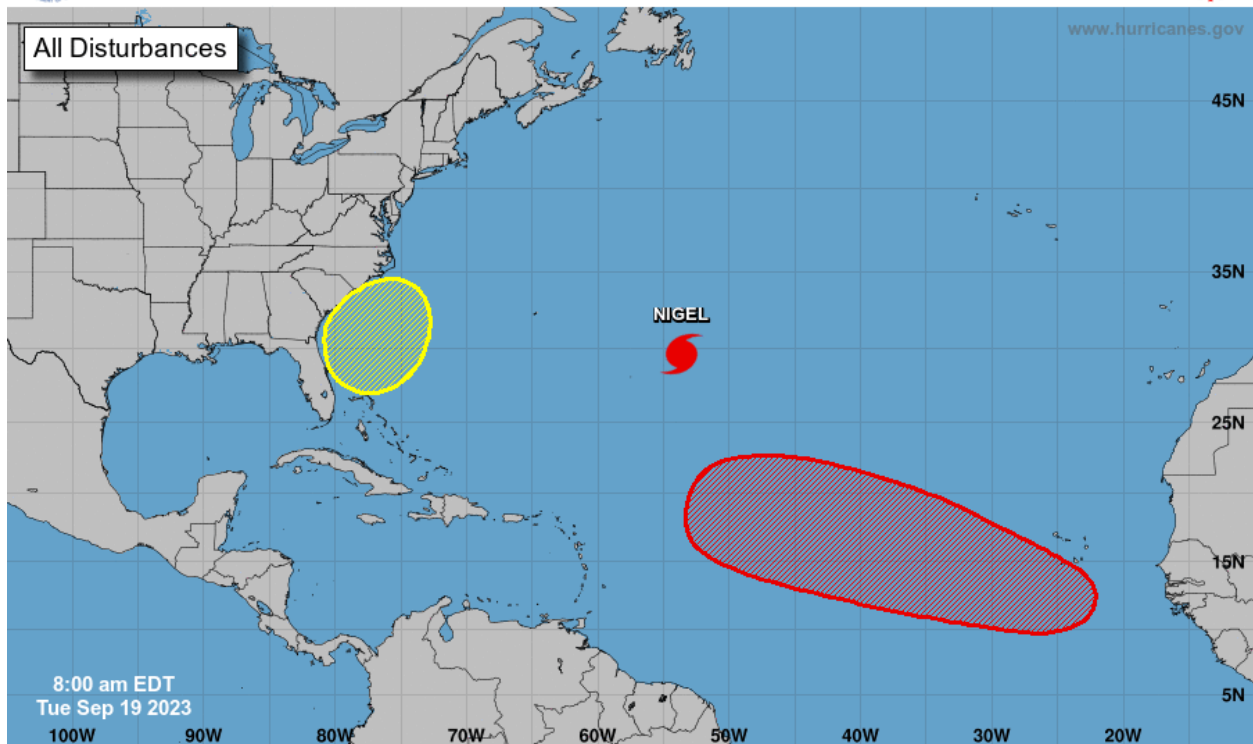 www.hurricanes.gov
All Disturbances
45N
35N
NIGEL
25N
15N
8:00 am EDT
Tue Sep 19 2023
5N
100W 90W 80W 70W 60W 50W 40W 30W 20W